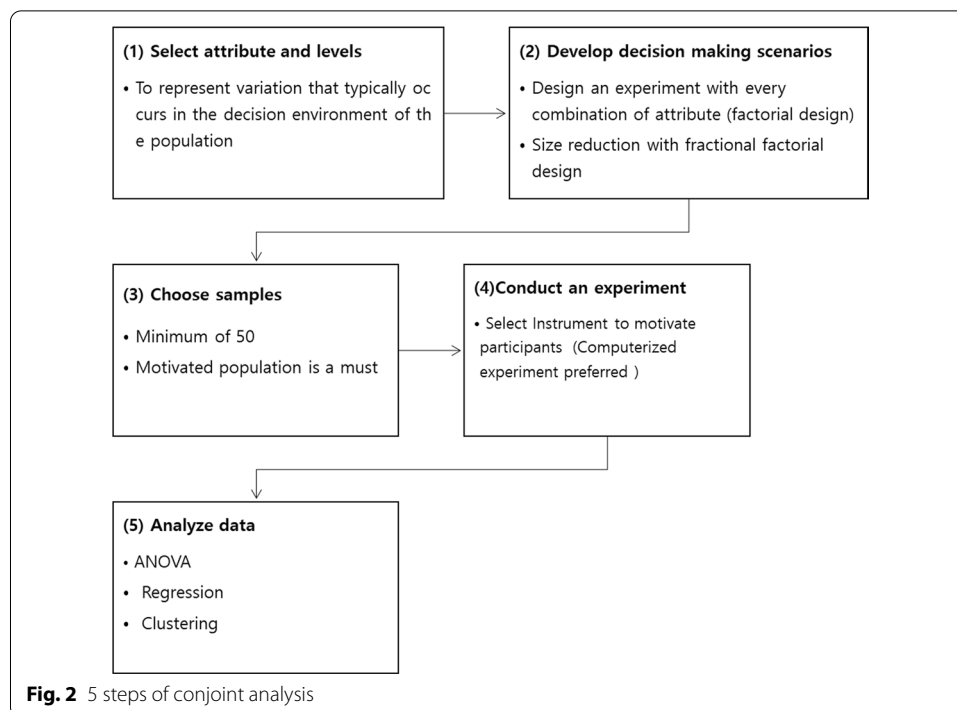 (1) Select attribute and levels
• To represent variation that typically oc
curs in the decision environment of th
e population
(2) Develop decision making scenarios
• Design an experiment with every
combination of attribute (factorial design)
• Size reduction with fractional factorial
design
(3) Choose samples
• Minimum of 50
• Motivated population is a must
(4)Conduct an experiment
• Select Instrument to motivate
participants (Computerized
experiment preferred )
(5) Analyze data
• ANOVA
• Regression
• Clustering
Fig. 2 5 steps of conjoint analysis